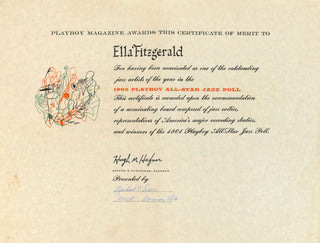 PLAYBOY MAGAZINE AWARDS THIS CERTIFICATE OF MERIT TO
Ella Fitzgerald
For having been nominated as one of the outstanding
jazz artists of the year in the
1962 PLAYBOY ALL-STAR JAZZ POLL
This certificate is awarded upon the recommendation
of a nominating board composed of jazz critics,
representatives of America's major recording studios,
and winners of the 1961 Playboy All-Star Jazz Poll.
Hugh M. Hefner
EDITOR & PUBLISHER, PLAYBOY
Presented by